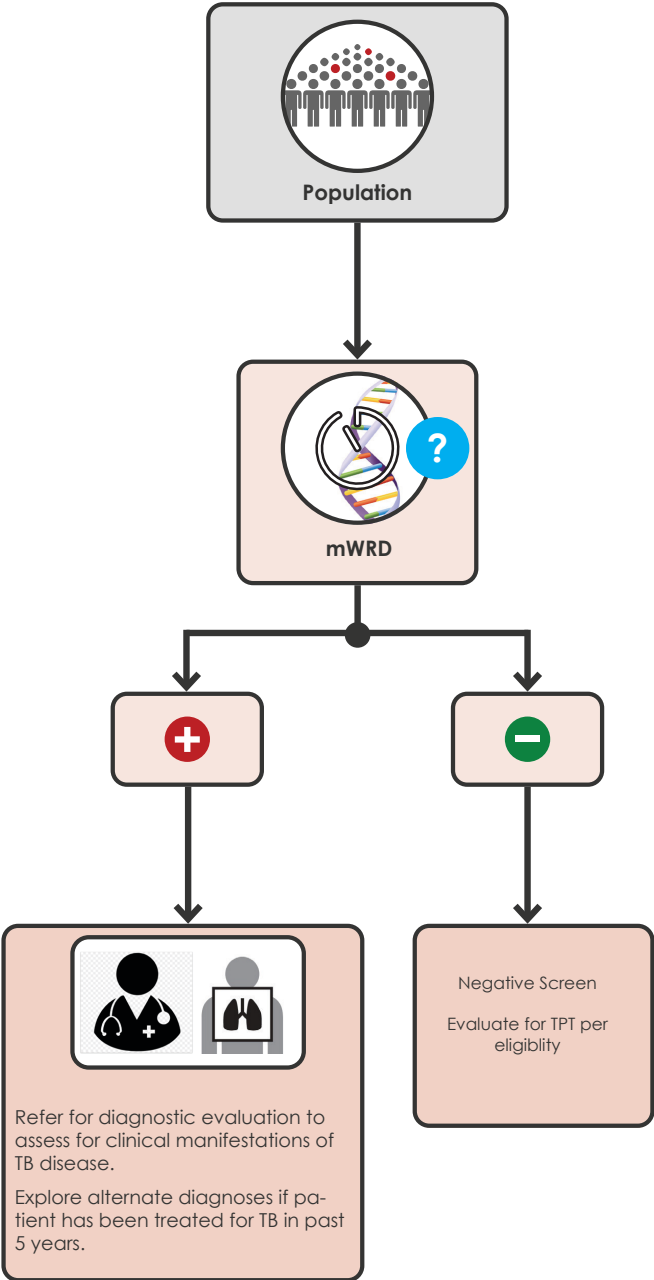 Population
?
mWRD
Negative Screen
Evaluate for TPT per
eligiblity
Refer for diagnostic evaluation to
assess for clinical manifestations of
TB disease.
Explore alternate diagnoses if pa-
tient has been treated for TB in past
5 years.